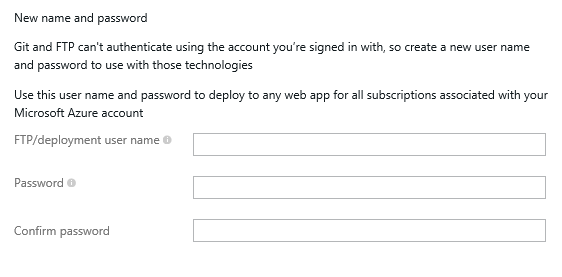 New name and password
Git and FTP can't authenticate using the account you're signed in with, so create a new user name
and password to use with those technologies
Use this user name and password to deploy to any web app for all subscriptions associated with your
Microsoft Azure account
FTP/deployment user name
Password
Confirm password